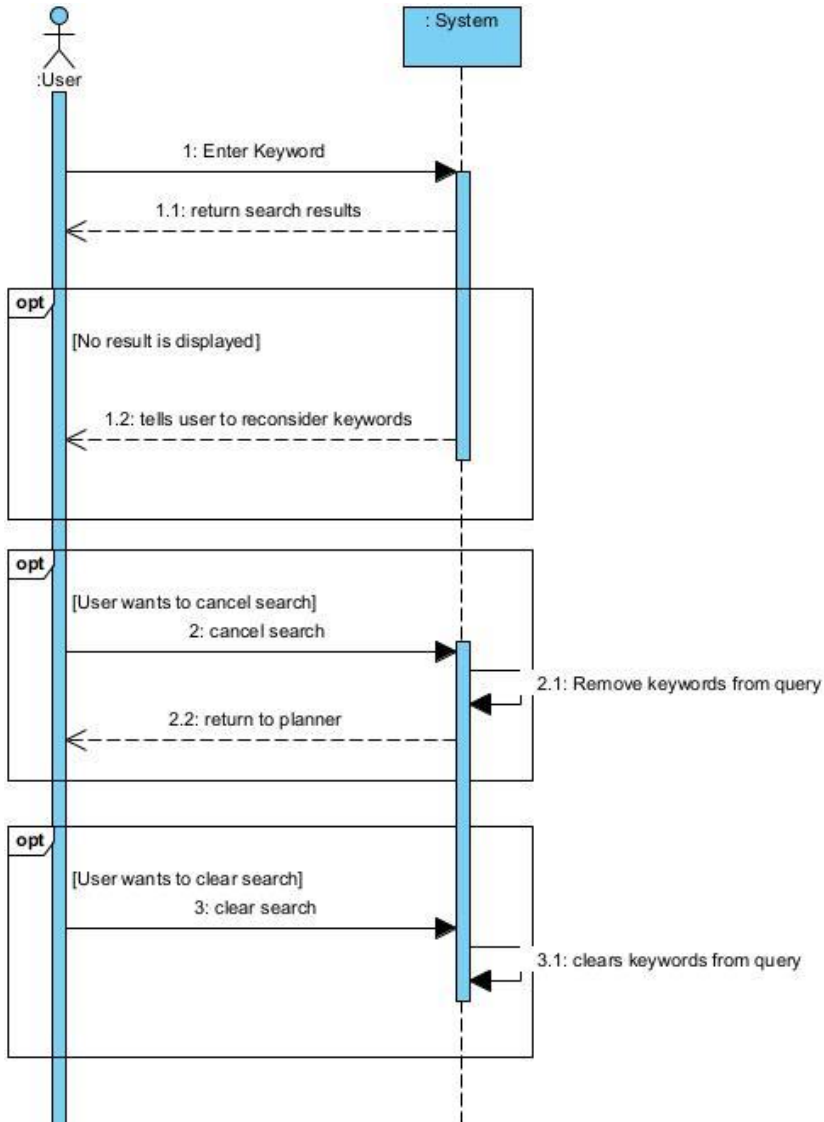 : System
:User
1: Enter Keyword
1.1: return search results
opt
[No result is displayed]
1.2: tells user to reconsider keywords
opt
[User wants to cancel search]
2: cancel search
2.1: Remove keywords from query
2.2: return to planner
opt
[User wants to clear search]
3: clear search
3.1: clears keywords from query